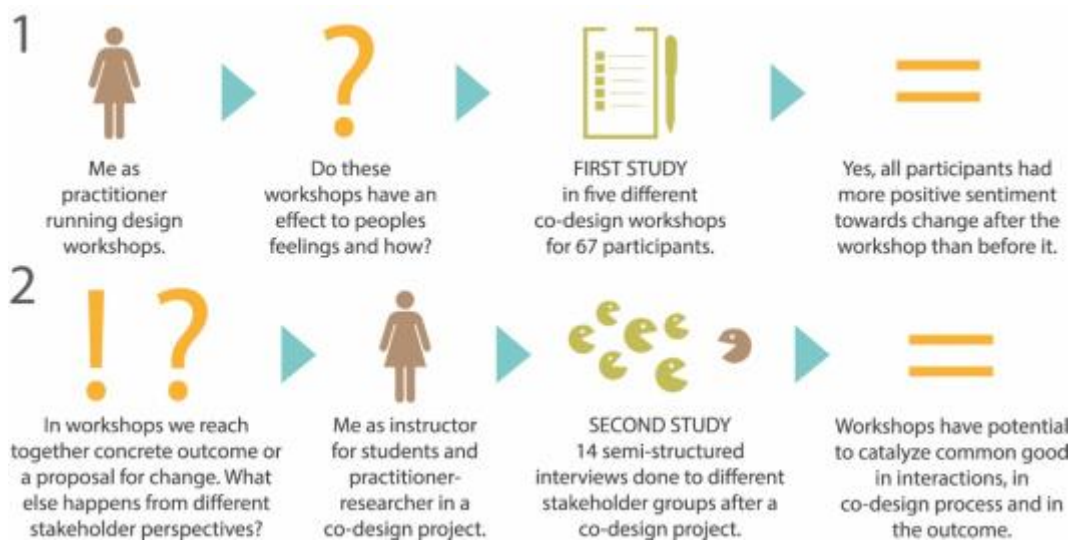 1
Me as
practitioner
running design
workshops.
?
Do these
workshops have an
effect to peoples
feelings and how?
FIRST STUDY
in five different
co-design workshops
for 67 participants.
=
Yes, all participants had
more positive sentiment
towards change after the
workshop than before it.
2
! ?
In workshops we reach
together concrete outcome or
a proposal for change. What
else happens from different
stakeholder perspectives?
Me as instructor
for students and
practitioner-
researcher in a
co-design project.
SECOND STUDY
14 semi-structured
interviews done to different
stakeholder groups after a
co-design project.
=
Workshops have potential
to catalyze common good
in interactions, in
co-design process and in
the outcome.